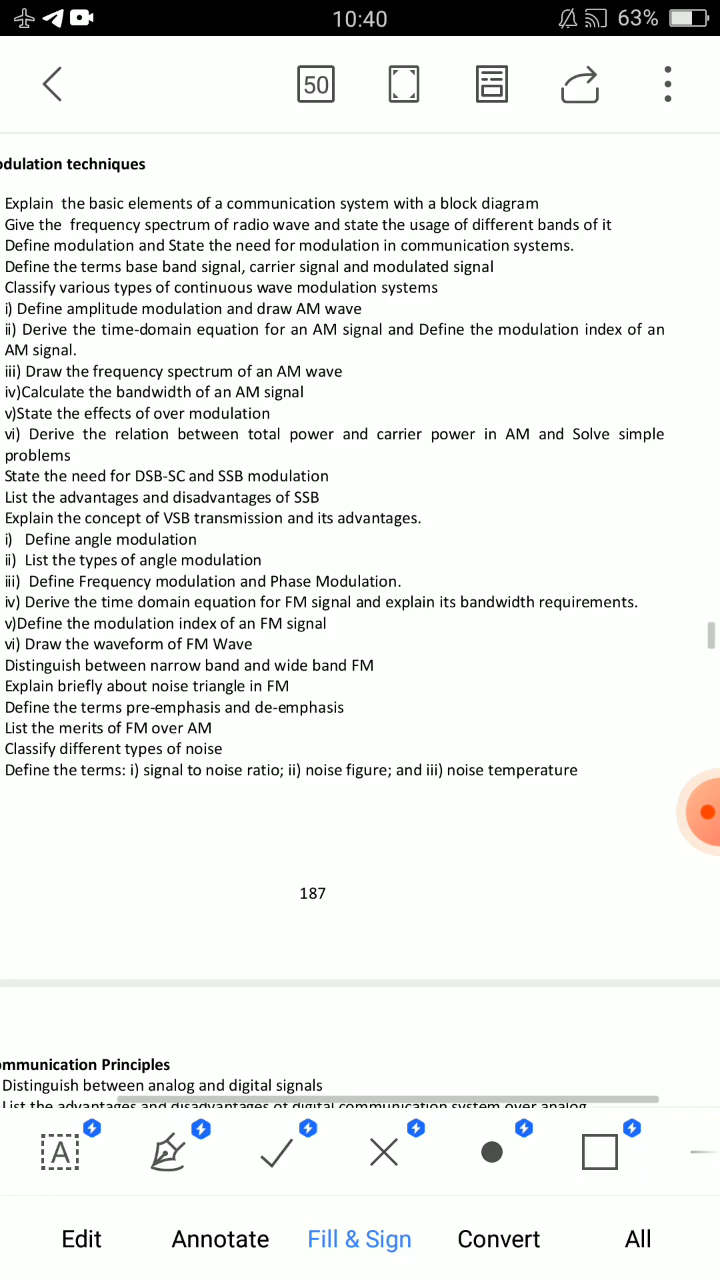 10:40
63%
50
dulation techniques
Explain the basic elements of a communication system with a block diagram
Give the frequency spectrum of radio wave and state the usage of different bands of it
Define modulation and State the need for modulation in communication systems.
Define the terms base band signal, carrier signal and modulated signal
Classify various types of continuous wave modulation systems
i) Define amplitude modulation and draw AM wave
ii) Derive the time-domain equation for an AM signal and Define the modulation index of an
AM signal.
iii) Draw the frequency spectrum of an AM wave
iv)Calculate the bandwidth of an AM signal
v)State the effects of over modulation
vi) Derive the relation between total power and carrier power in AM and Solve simple
problems
State the need for DSB-SC and SSB modulation
List the advantages and disadvantages of SSB
Explain the concept of VSB transmission and its advantages.
i) Define angle modulation
ii) List the types of angle modulation
iii) Define Frequency modulation and Phase Modulation.
iv) Derive the time domain equation for FM signal and explain its bandwidth requirements.
v)Define the modulation index of an FM signal
vi) Draw the waveform of FM Wave
Distinguish between narrow band and wide band FM
Explain briefly about noise triangle in FM
Define the terms pre-emphasis and de-emphasis
List the merits of FM over AM
Classify different types of noise
Define the terms: i) signal to noise ratio; ii) noise figure; and iii) noise temperature
187
mmunication Principles
Distinguish between analog and digital signals
List the advantages and disadvantages of digital communication system over analog
A
Edit Annotate Fill & Sign Convert All